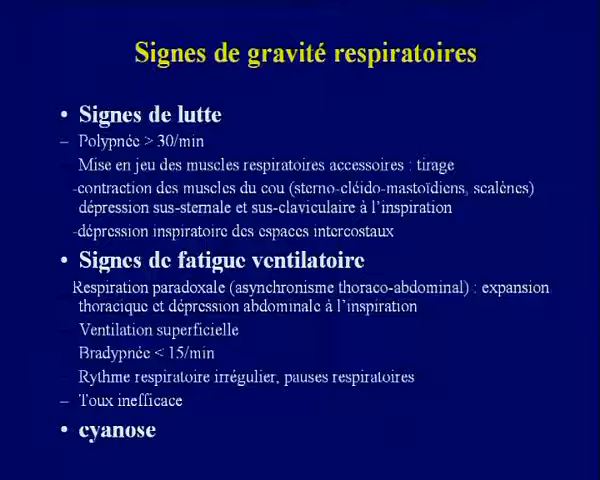 Signes de gravité respiratoires
• Signes de lutte
– Polypnée > 30/min
– Mise en jeu des muscles respiratoires accessoires : tirage
-contraction des muscles du cou (sterno-cléido-mastoïdiens, scalènes)
dépression sus-sternale et sus-claviculaire à l’inspiration
-dépression inspiratoire des espaces intercostaux
• Signes de fatigue ventilatoire
Respiration paradoxale (asynchronisme thoraco-abdominal) : expansion
thoracique et dépression abdominale à l’inspiration
– Ventilation superficielle
– Bradypnée < 15/min
– Rythme respiratoire irrégulier, pauses respiratoires
– Toux inefficace
• cyanose